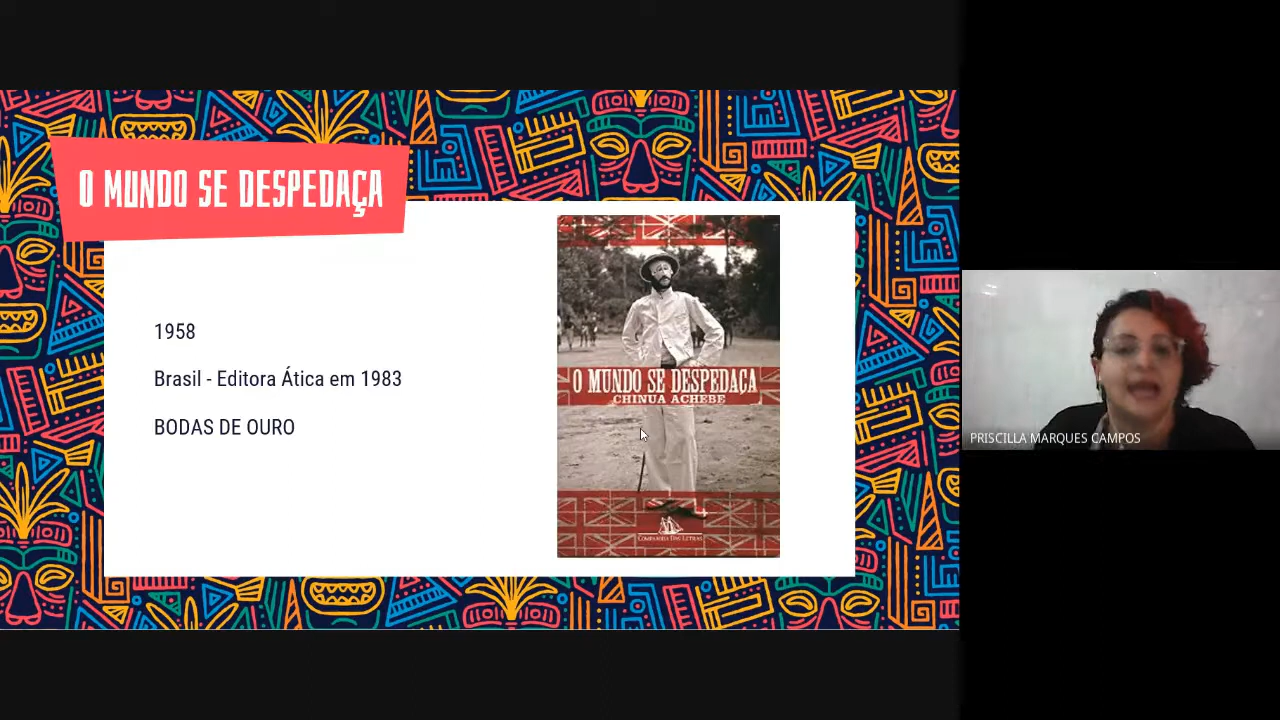 O MUNDO SE DESPEDAÇA
1958
Brasil - Editora Ática em 1983
BODAS DE OURO
O MUNDO SE DESPEDAÇA
CHINUA ACHEBE
COMPANHIA DAS LETRAS
PRISCILLA MARQUES CAMPOS